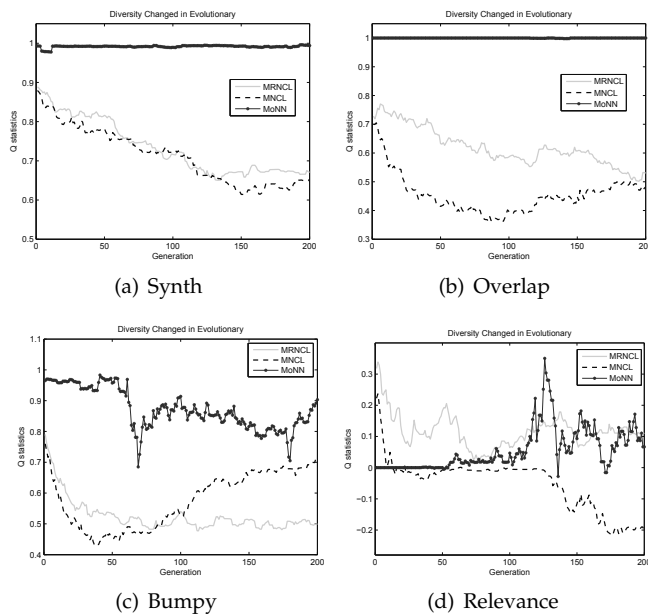 Diversity Changed in Evolutionary
Q statistics
1
0.9
0.8
0.7
0.6
0.5
0 50 100 150 200
Generation
MRNCL
MNCL
MoNN
(a) Synth
Diversity Changed in Evolutionary
Q statistics
1
0.9
0.8
0.7
0.6
0.5
0.4
0.3
0 50 100 150 200
Generation
MRNCL
MNCL
MoNN
(b) Overlap
Diversity Changed in Evolutionary
Q statistics
1.1
1
0.9
0.8
0.7
0.6
0.5
0.4
0 50 100 150 200
Generation
MRNCL
MNCL
MoNN
(c) Bumpy
Diversity Changed in Evolutionary
Q statistics
0.3
0.2
0.1
0
−0.1
−0.2
0 50 100 150 200
Generation
MRNCL
MNCL
MoNN
(d) Relevance